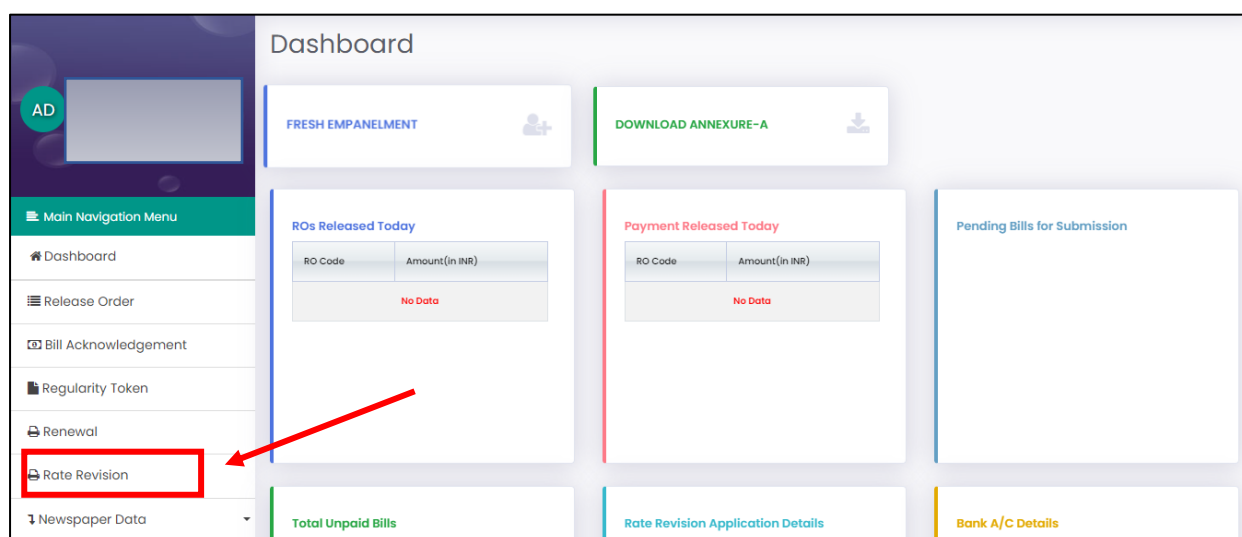 Dashboard
AD
FRESH EMPANELMENT
DOWNLOAD ANNEXURE-A
Main Navigation Menu
Dashboard
Release Order
Bill Acknowledgement
Regularity Token
Renewal
Rate Revision
Newspaper Data
ROs Released Today
RO Code Amount(in INR)
No Data
Payment Released Today
RO Code Amount(in INR)
No Data
Pending Bills for Submission
Total Unpaid Bills
Rate Revision Application Details
Bank A/C Details